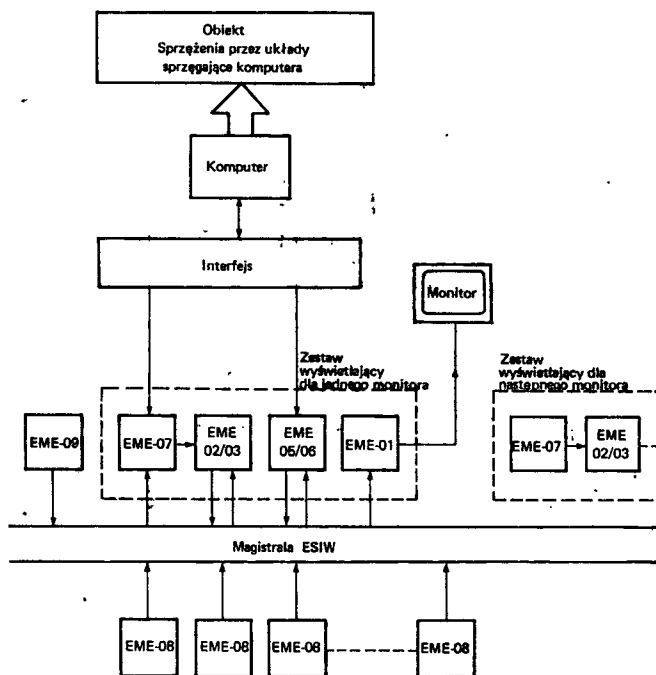 Obiekt
Sprzężenia przez układy
sprzęgające komputera
Komputer
Interfejs
Monitor
Zestaw
wyświetlający
dla jednego monitora
Zestaw
wyświetlający dla
następnego monitora
EME-09
EME-07
EME
02/03
EME
05/06
EME-01
EME-07
EME
02/03
Magistrala ESIW
EME-08
EME-08
EME-08
EME-08